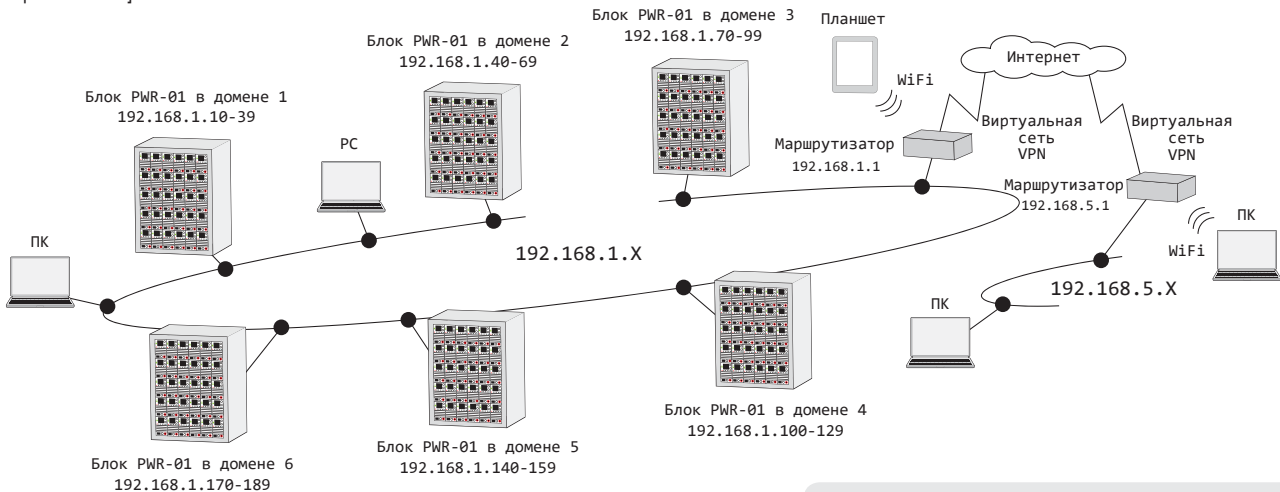 Блок PWR-01 в домене 3
192.168.1.70-99
Планшет
Блок PWR-01 в домене 2
192.168.1.40-69
Интернет
WiFi
Блок PWR-01 в домене 1
192.168.1.10-39
PC
Маршрутизатор
192.168.1.1
Виртуальная
сеть
VPN
Виртуальная
сеть
VPN
Маршрутизатор
192.168.5.1
ПК
ПК
WiFi
192.168.1.X
192.168.5.X
ПК
Блок PWR-01 в домене 4
192.168.1.100-129
Блок PWR-01 в домене 5
192.168.1.140-159
Блок PWR-01 в домене 6
192.168.1.170-189